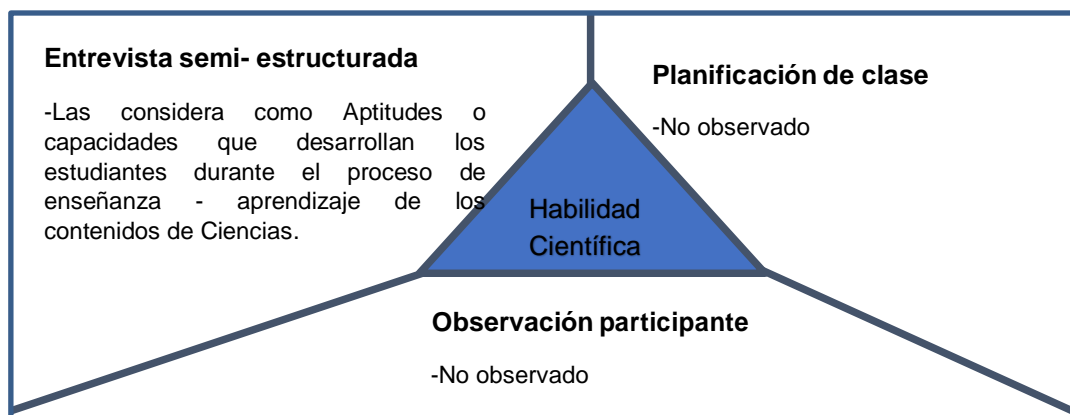 Entrevista semi- estructurada
-Las considera como Aptitudes o
capacidades que desarrollan los
estudiantes durante el proceso de
enseñanza - aprendizaje de los
contenidos de Ciencias.
Planificación de clase
-No observado
Habilidad
Científica
Observación participante
-No observado